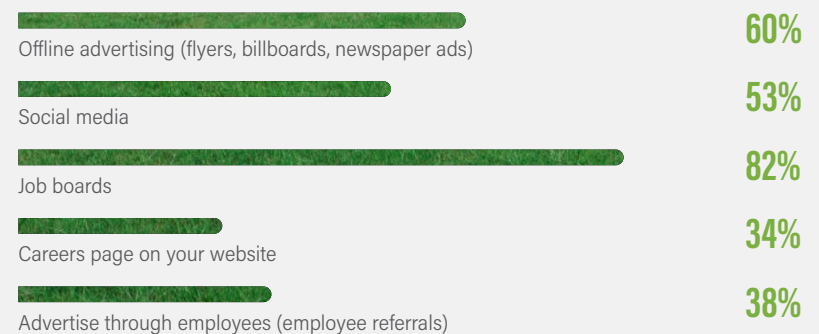 60%
Offline advertising (flyers, billboards, newspaper ads)
53%
Social media
82%
Job boards
34%
Careers page on your website
38%
Advertise through employees (employee referrals)